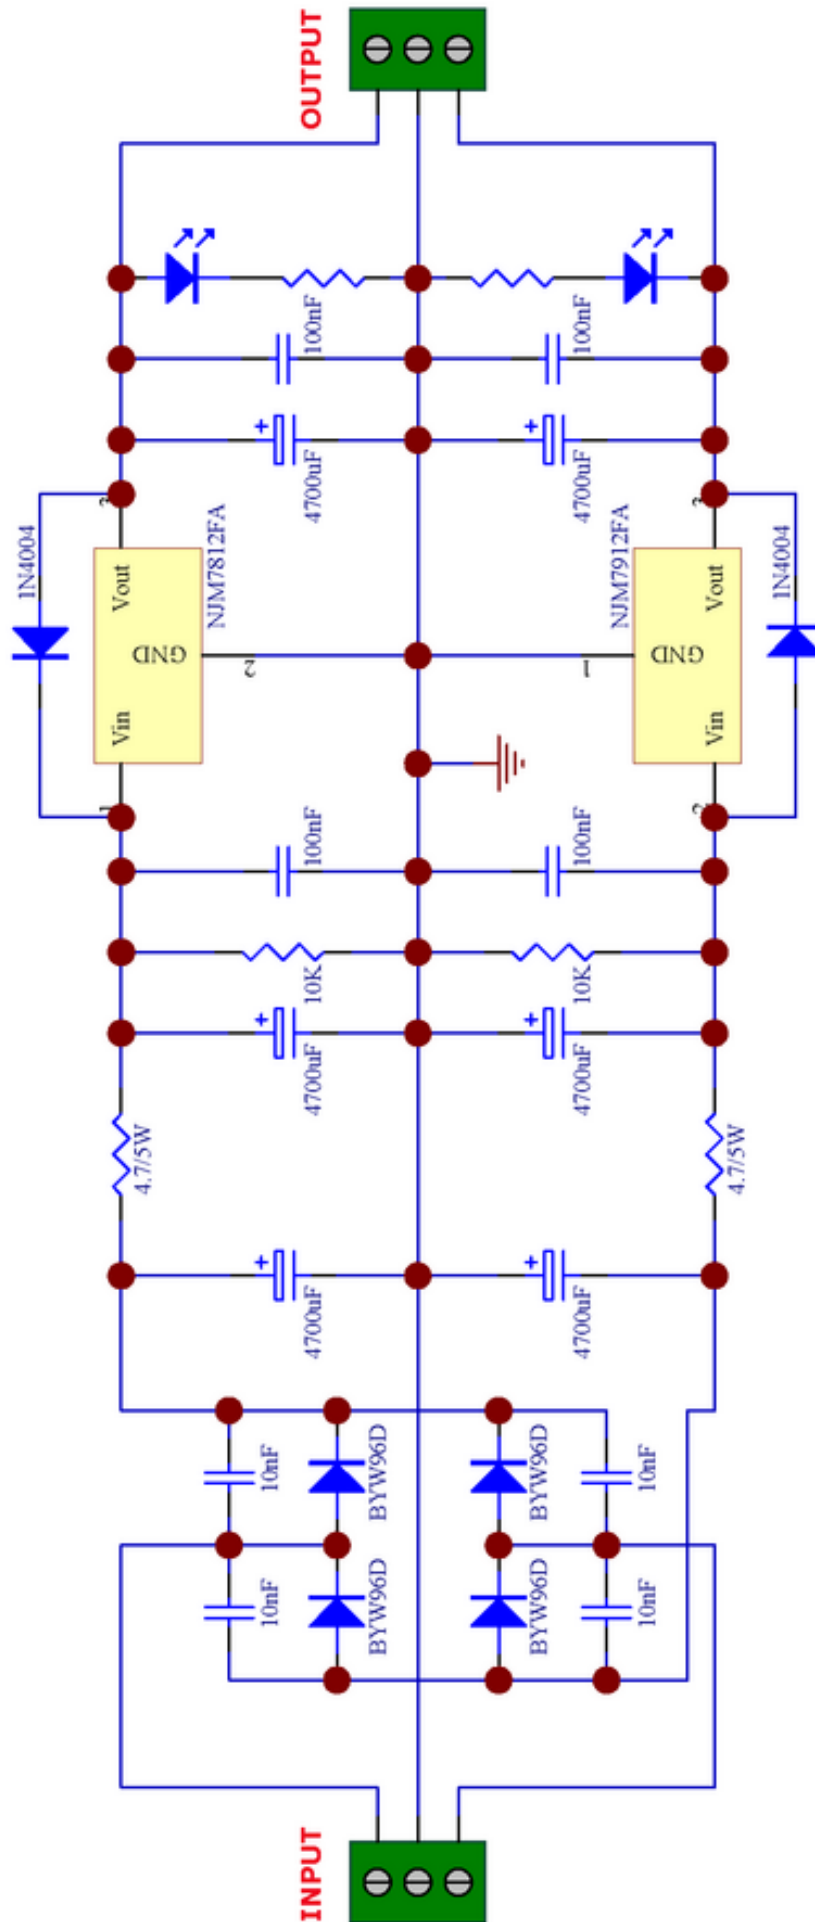 OUTPUT
100nF
100nF
+
+
4700uF
4700uF
1N4004
3
Vout
GND
Vin
NJM7812FA
2
1
NJM7912FA
3
Vout
GND
Vin
1N4004
1
2
100nF
100nF
10K
10K
+
+
4700uF
4700uF
4.7/5W
4.7/5W
+
+
4700uF
4700uF
10nF
BYW96D
BYW96D
10nF
10nF
BYW96D
BYW96D
10nF
INPUT